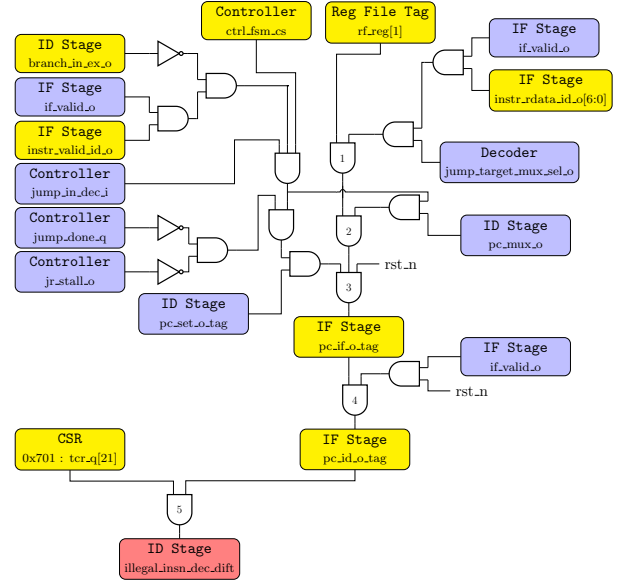 Controller
ctrl_fsm_cs
Reg File Tag
rf_reg[1]
ID Stage
branch_in_ex_o
IF Stage
if_valid_o
IF Stage
if_valid_o
IF Stage
instr_rdata_id_o[6:0]
IF Stage
instr_valid_id_o
1
Decoder
jump_target_mux_sel_o
Controller
jump_in_dec_i
Controller
jump_done_q
2
ID Stage
pc_mux_o
Controller
jr_stall_o
rst_n
3
ID Stage
pc_set_o_tag
IF Stage
pc_if_o_tag
IF Stage
if_valid_o
rst_n
4
CSR
0x701 : tcr_q[21]
IF Stage
pc_id_o_tag
5
ID Stage
illegal_insn_dec_dift